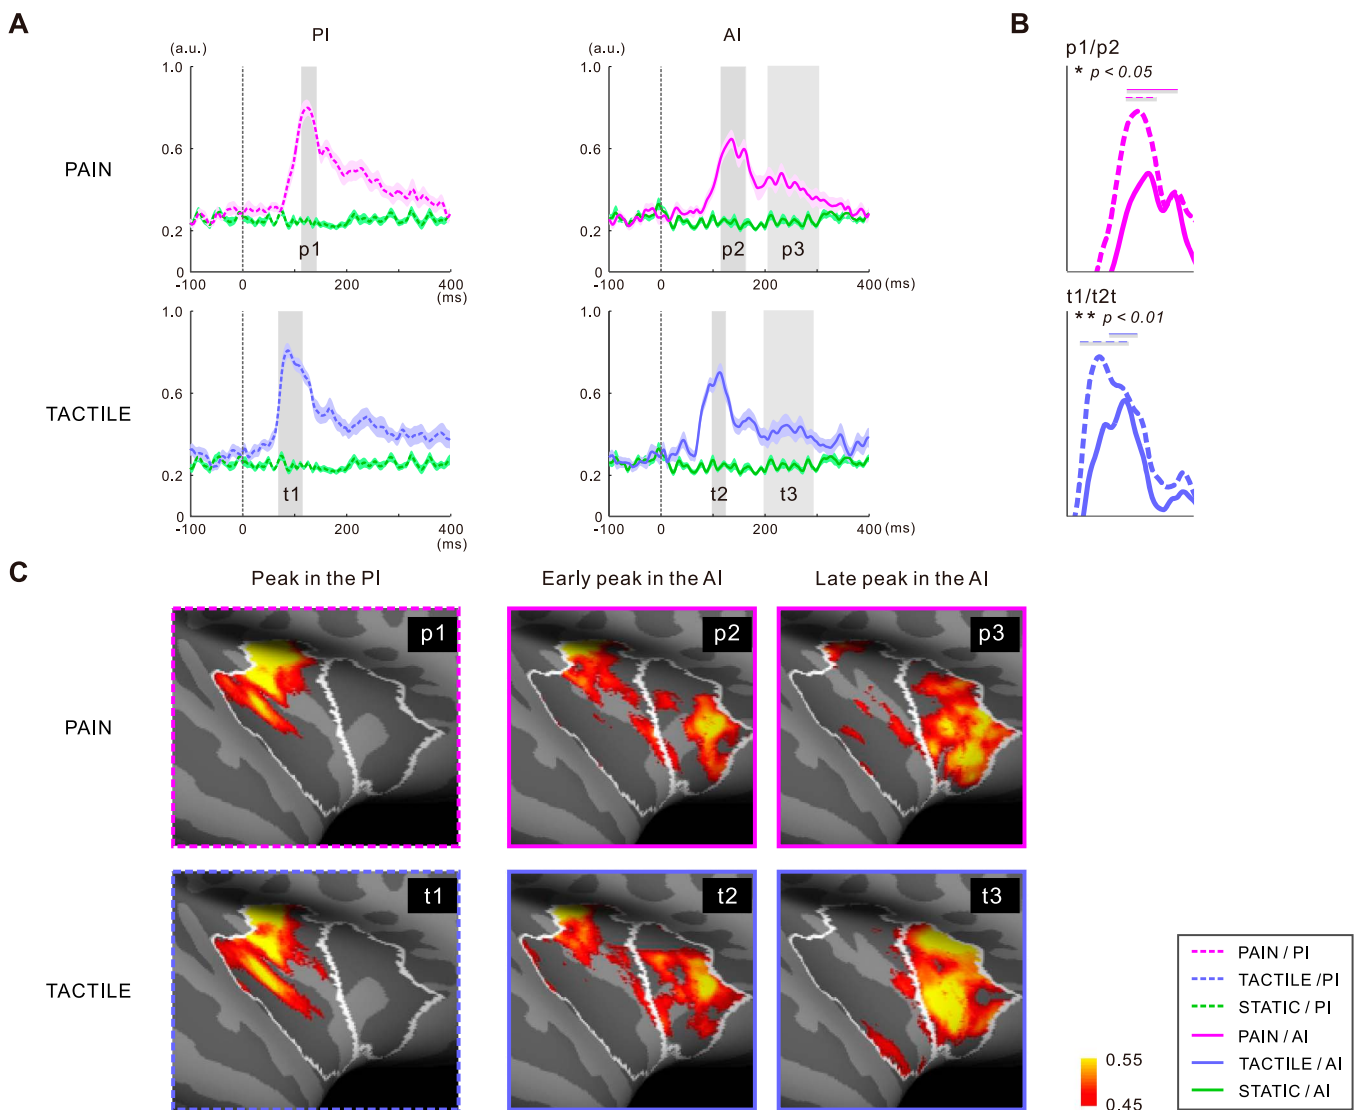 A
B
PI
AI
(a.u.)
(a.u.)
p1/p2
* p < 0.05
1.0
0.6
0.2
0
1.0
0.6
0.2
0
PAIN
p1
p2
p3
-100
0
200
400
(ms)
-100
0
200
400
(ms)
t1/t2t
** p < 0.01
1.0
0.6
0.2
0
1.0
0.6
0.2
0
TACTILE
t1
t2
t3
-100
0
200
400
(ms)
-100
0
200
400
(ms)
C
Peak in the PI
Early peak in the AI
Late peak in the AI
PAIN
p1
p2
p3
TACTILE
t1
t2
t3
0.55
0.45
PAIN / PI
TACTILE /PI
STATIC / PI
PAIN / AI
TACTILE / AI
STATIC / AI